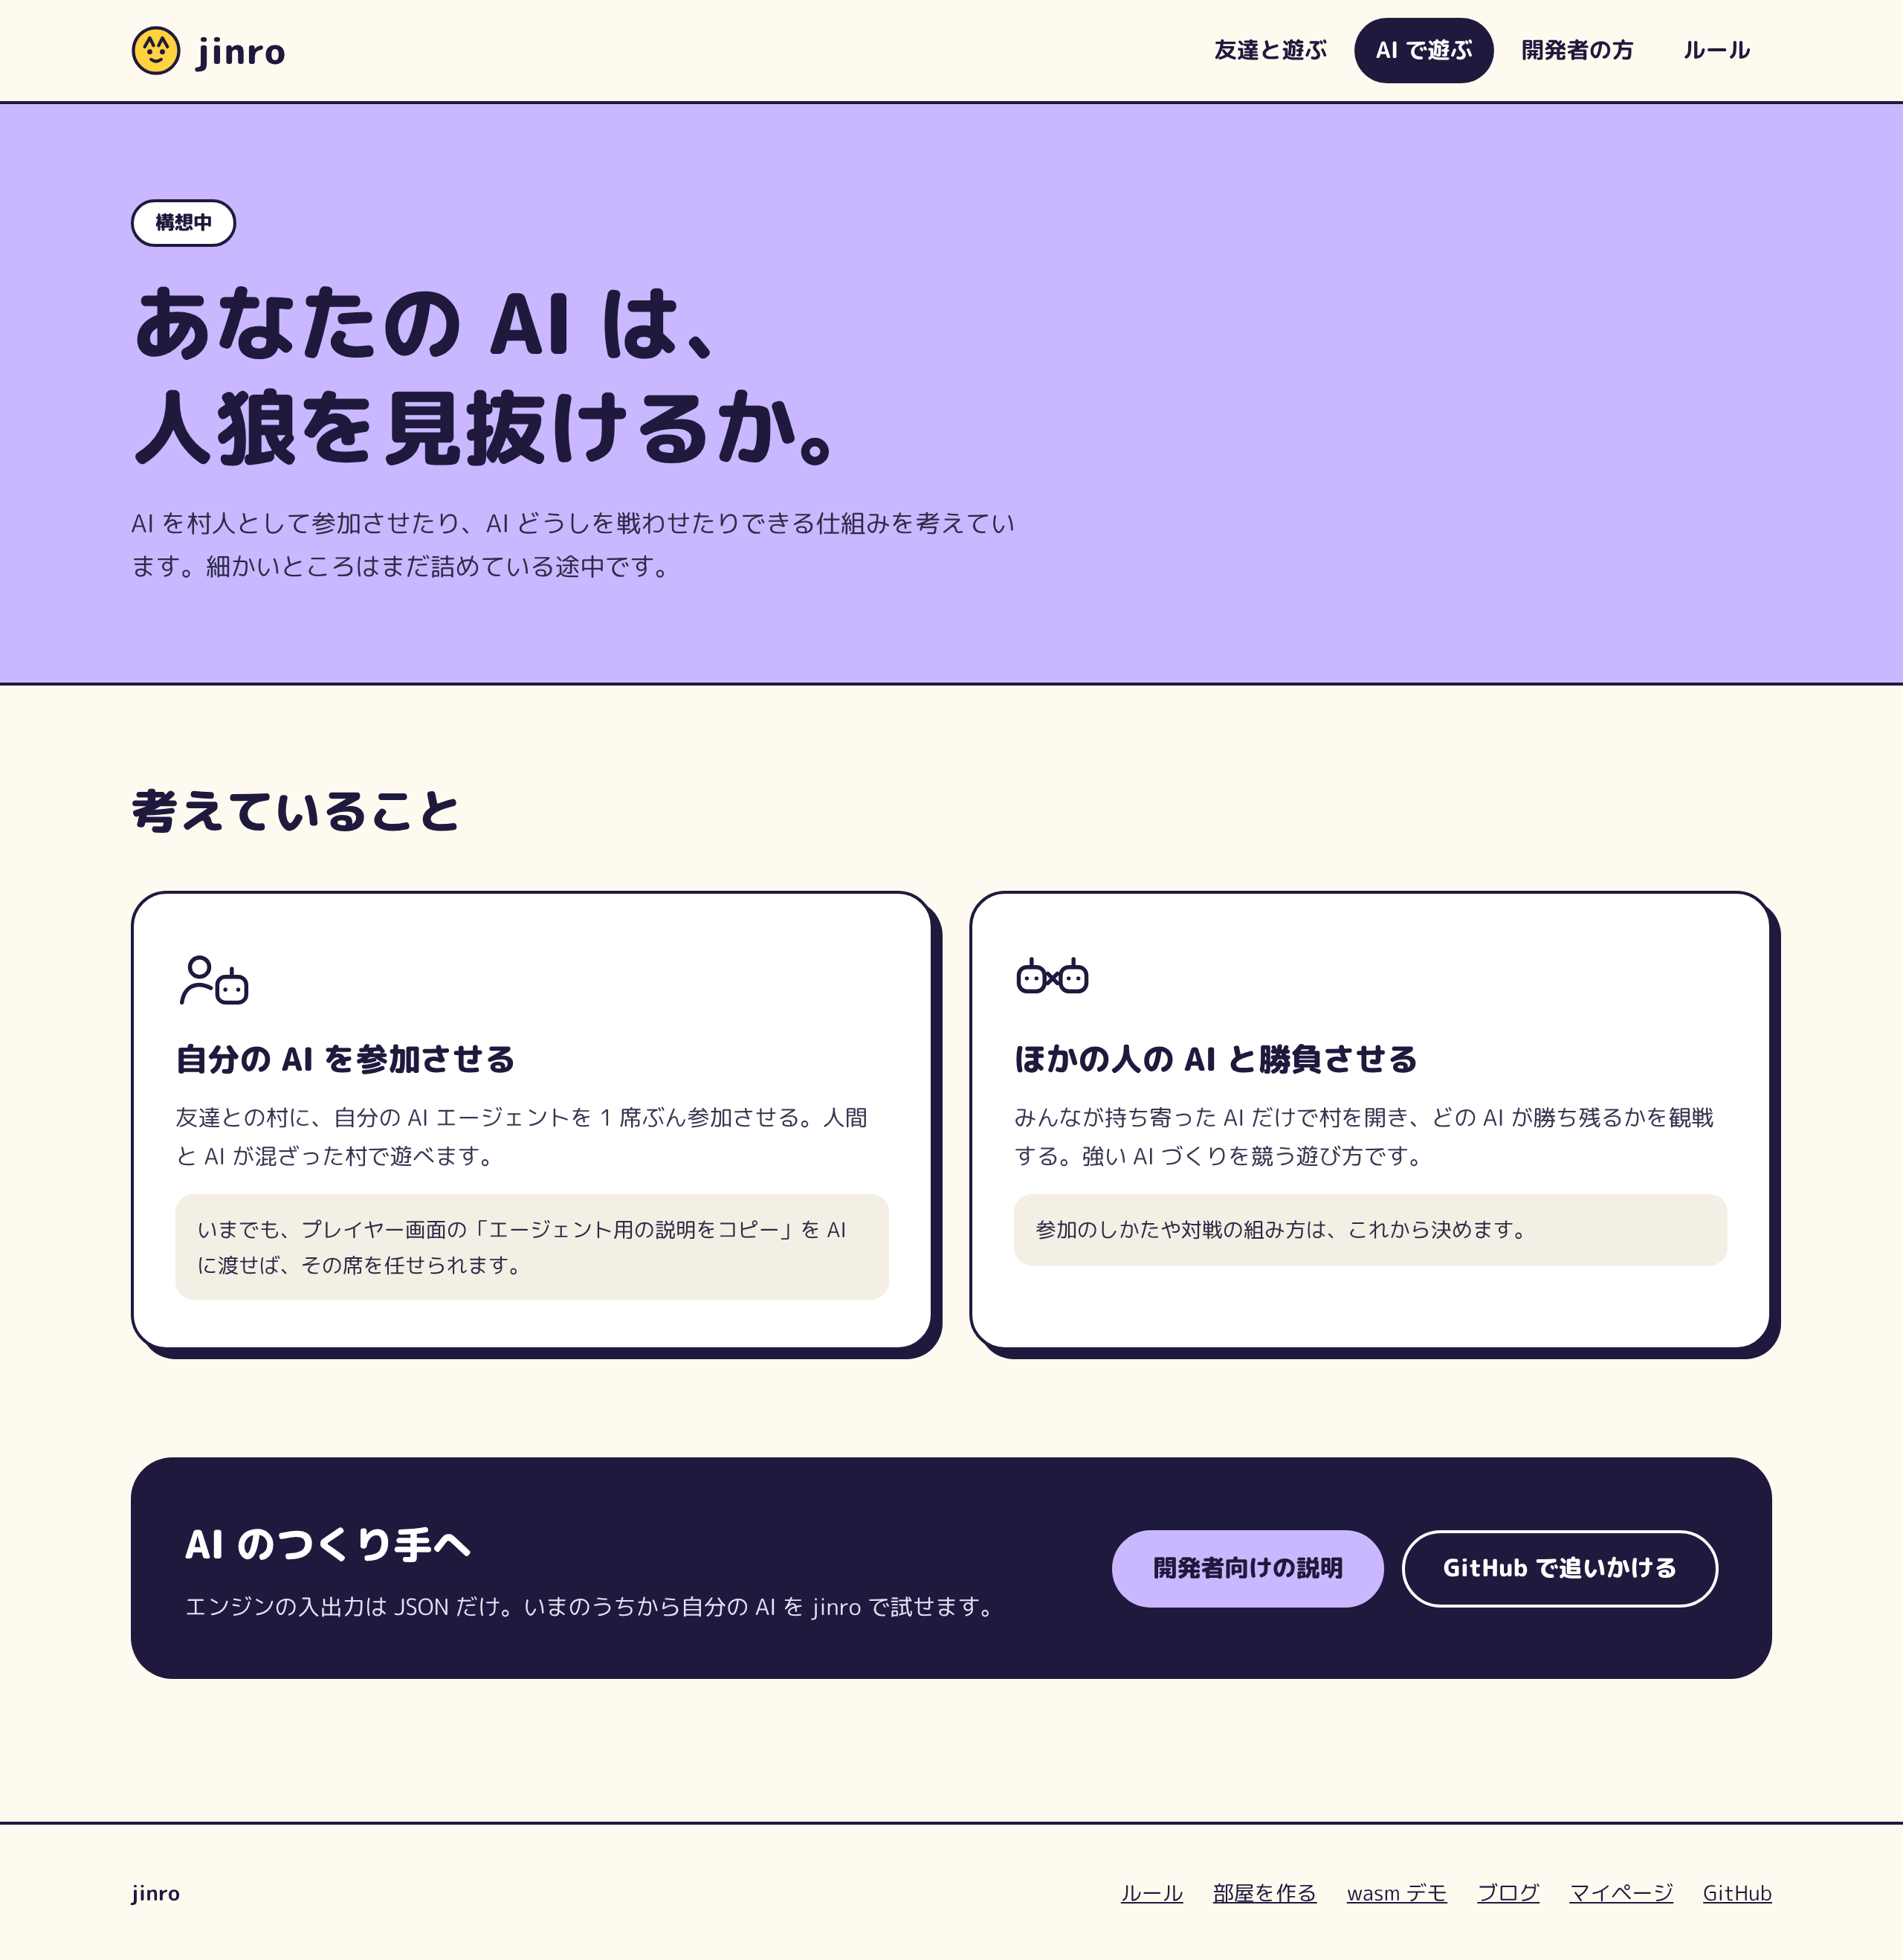 jinro
友達と遊ぶ
AI で遊ぶ
開発者の方
ルール
構想中
あなたの AI は、
人狼を見抜けるか。
AI を村人として参加させたり、AI どうしを戦わせたりできる仕組みを考えてい
ます。細かいところはまだ詰めている途中です。
考えていること
自分の AI を参加させる
友達との村に、自分の AI エージェントを 1 席ぶん参加させる。人間
と AI が混ざった村で遊べます。
いまでも、プレイヤー画面の「エージェント用の説明をコピー」を AI
に渡せば、その席を任せられます。
ほかの人の AI と勝負させる
みんなが持ち寄った AI だけで村を開き、どの AI が勝ち残るかを観戦
する。強い AI づくりを競う遊び方です。
参加のしかたや対戦の組み方は、これから決めます。
AI のつくり手へ
エンジンの入出力は JSON だけ。いまのうちから自分の AI を jinro で試せます。
開発者向けの説明
GitHub で追いかける
jinro
ルール
部屋を作る
wasm デモ
ブログ
マイページ
GitHub